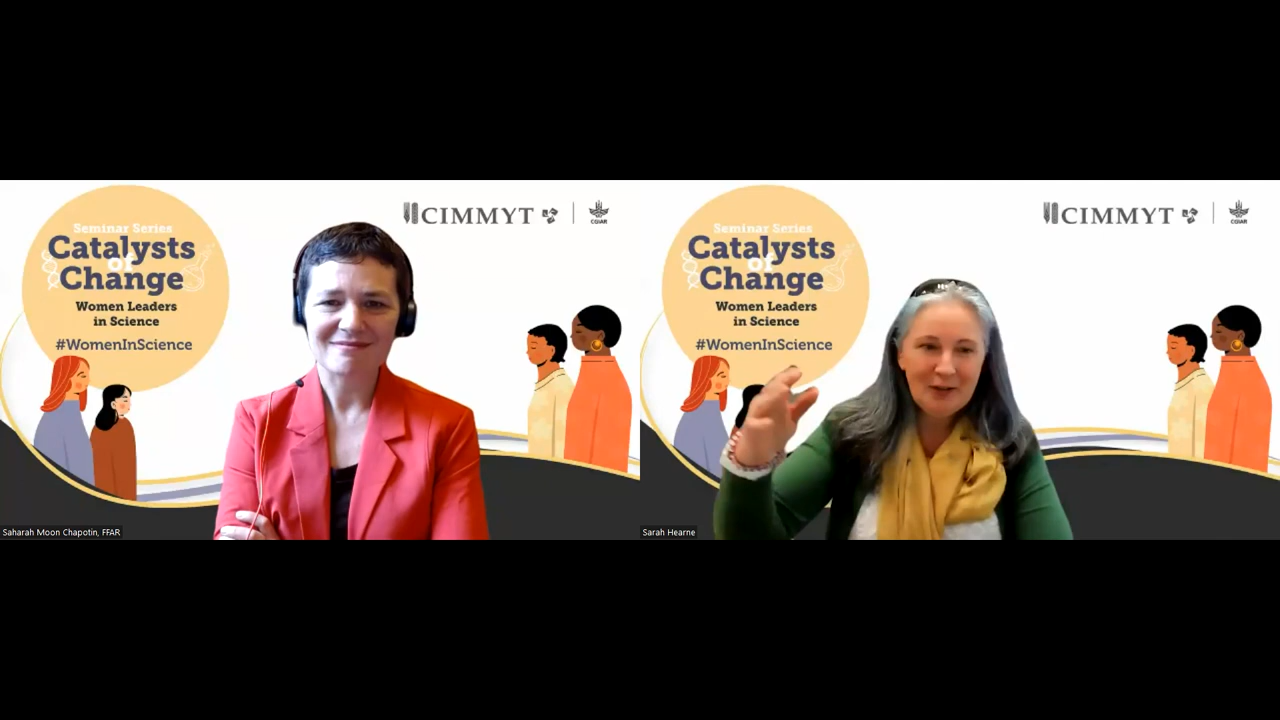 Seminar Series
Catalysts
of
Change
Women Leaders
in Science
#WomenInScience
CIMMYT
CGIAR
Saharah Moon Chapotin, FFAR
Seminar Series
Catalysts
of
Change
Women Leaders
in Science
#WomenInScience
CIMMYT
CGIAR
Sarah Hearne